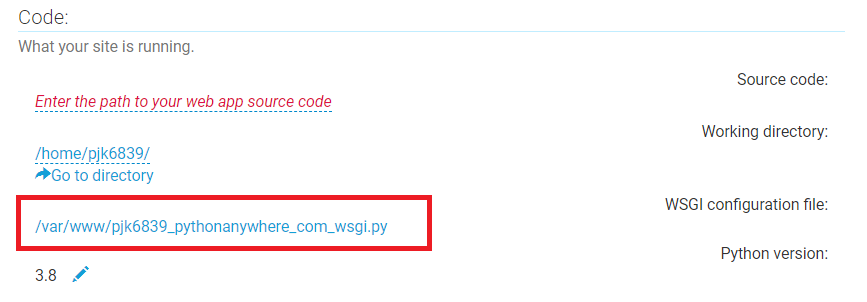 Code:
What your site is running.
Source code:
Enter the path to your web app source code
Working directory:
/home/pjk6839/
Go to directory
WSGI configuration file:
/var/www/pjk6839_pythonanywhere_com_wsgi.py
Python version:
3.8